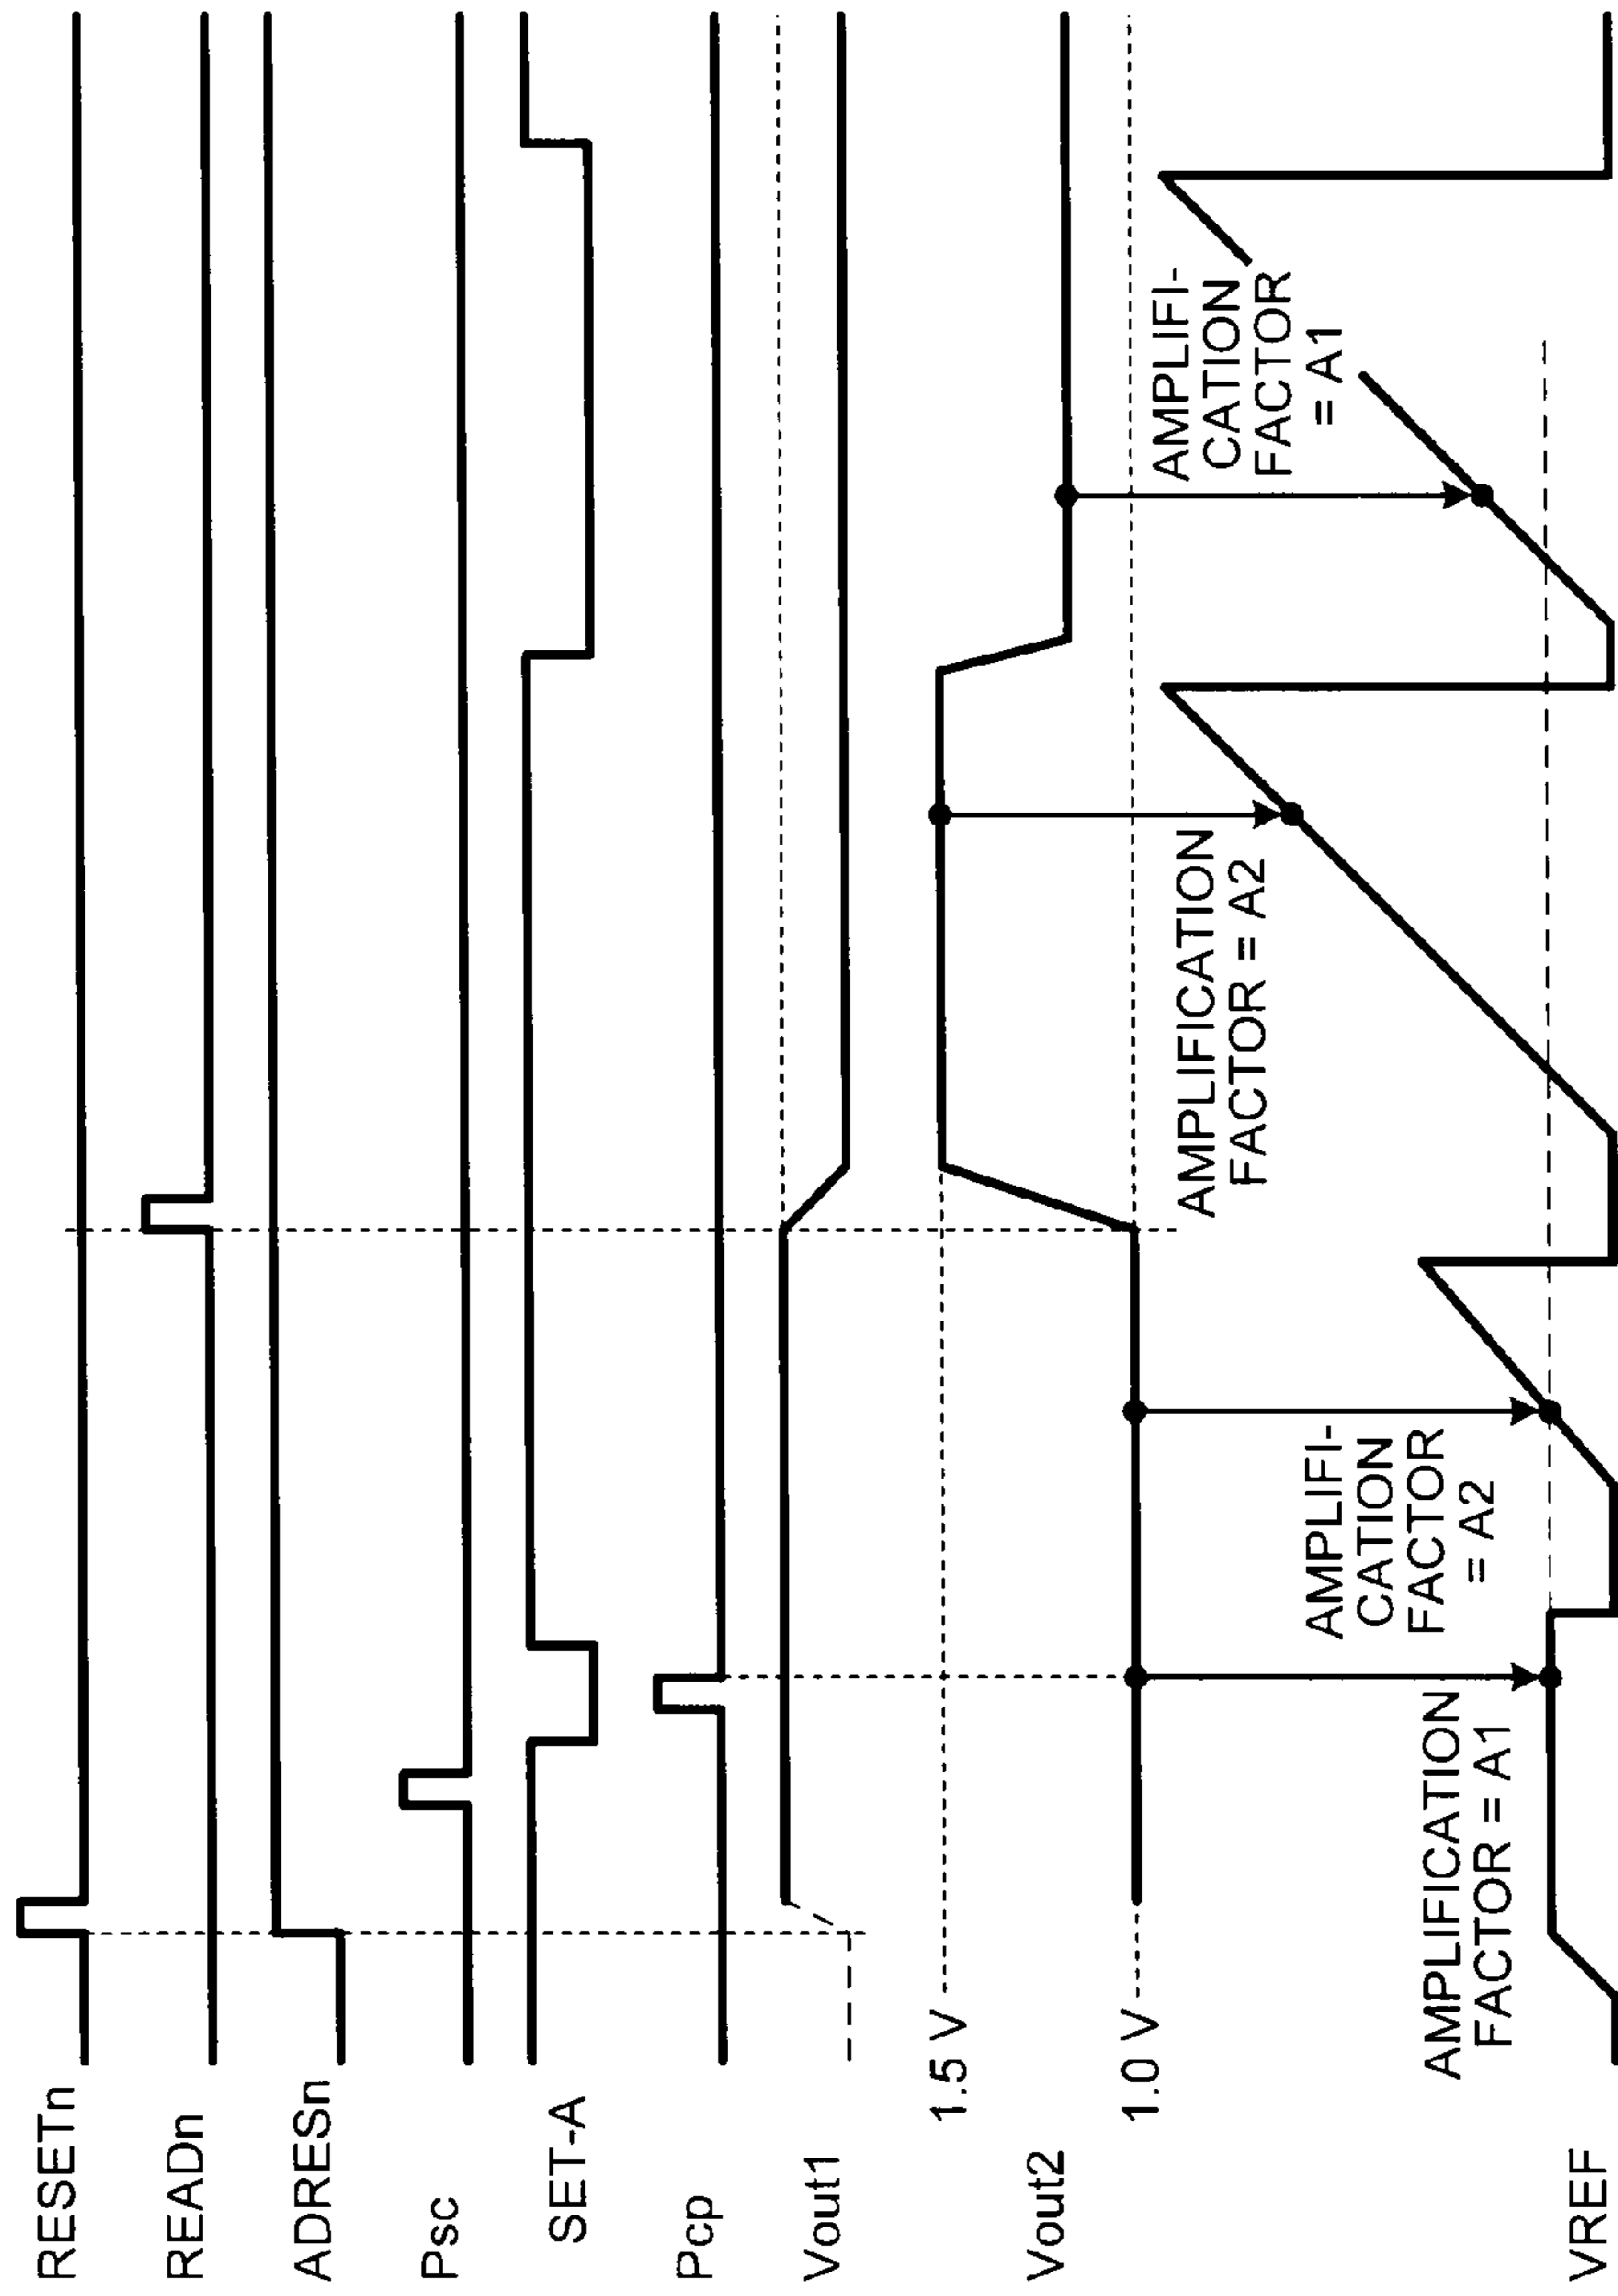 RESETn
READn
ADRESn
Psc
SET-A
Pcp
Vout1
1.5 V
Vout2
1.0 V
AMPLIFI-
CATION
FACTOR
= A1
AMPLIFICATION
FACTOR = A2
AMPLIFI-
CATION
FACTOR
= A2
AMPLIFICATION
FACTOR = A1
VREF